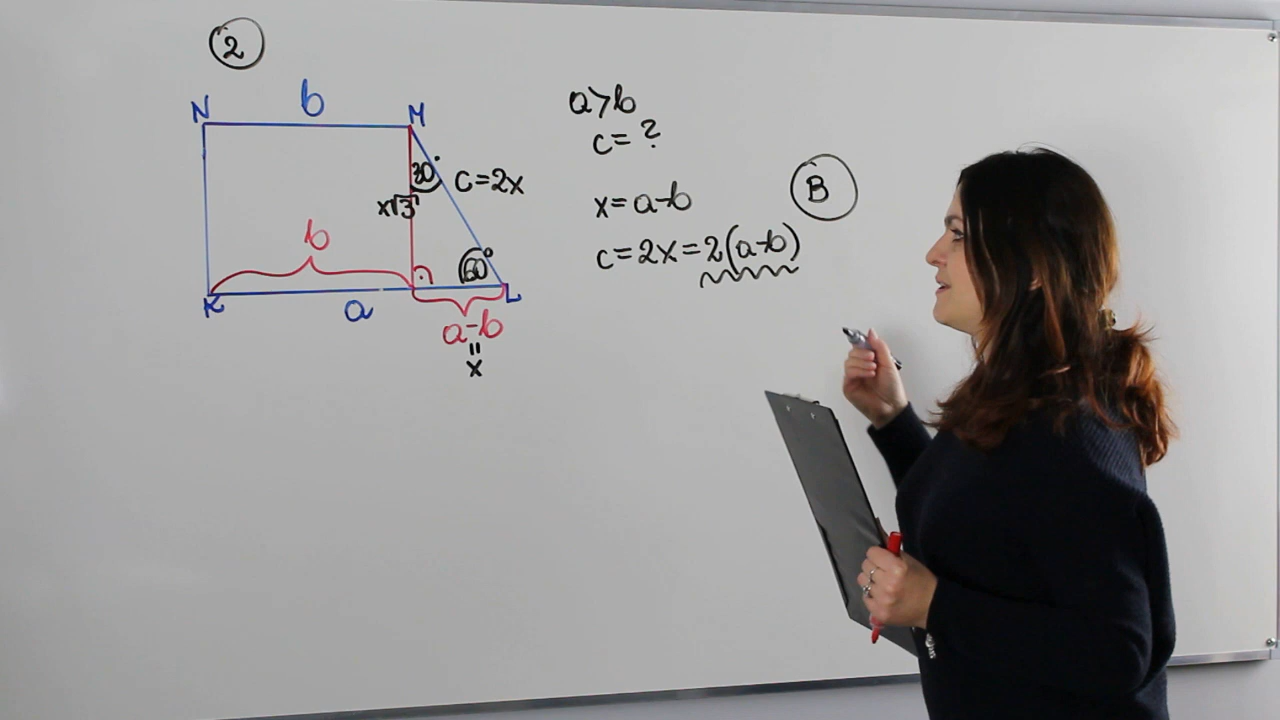 2
N b M
30°
c=2x
x√3
b
60°
K a L
a-b
=
x
a>b
c=?
x=a-b
c=2x=2(a-b)
B